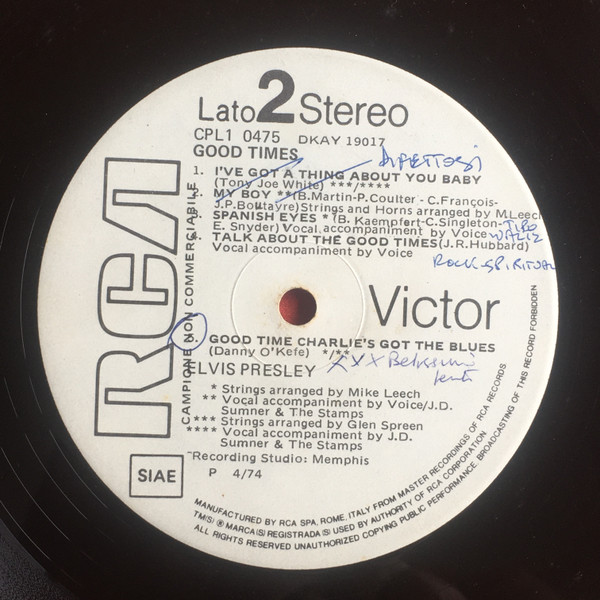 Lato 2 Stereo
CPL1 0475 DKAY 19017
GOOD TIMES
DIFETTOSI
1. I'VE GOT A THING ABOUT YOU BABY
(Tony Joe White) ***/****
2. MY BOY **(B.Martin-P.Coulter -C.François-
J.P.Bourtayre)Strings and Horns arranged by M.Leech
3. SPANISH EYES * (B. Kaempfert-C.Singleton-
E. Snyder) Vocal accompaniment by Voice
TIPO
WALTZ
4. TALK ABOUT THE GOOD TIMES(J.R.Hubbard)
Vocal accompaniment by Voice
ROCK-SPIRITUAL
RCA
Victor
CAMPIONE NON COMMERCIABILE
5. GOOD TIME CHARLIE'S GOT THE BLUES
(Danny O'Kefe) */**
XXX Bellissimo
lento
ELVIS PRESLEY
* Strings arranged by Mike Leech
** Vocal accompaniment by Voice/J.D.
Sumner & The Stamps
*** Strings arranged by Glen Spreen
**** Vocal accompaniment by J.D.
Sumner & The Stamps
Recording Studio: Memphis
SIAE
P 4/74
MANUFACTURED BY RCA SPA, ROME, ITALY FROM MASTER RECORDINGS OF RCA RECORDS
TM(S) ® MARCA(S) REGISTRADA(S) USED BY AUTHORITY OF RCA CORPORATION
ALL RIGHTS RESERVED UNAUTHORIZED COPYING PUBLIC PERFORMANCE BROADCASTING OF THIS RECORD FORBIDDEN